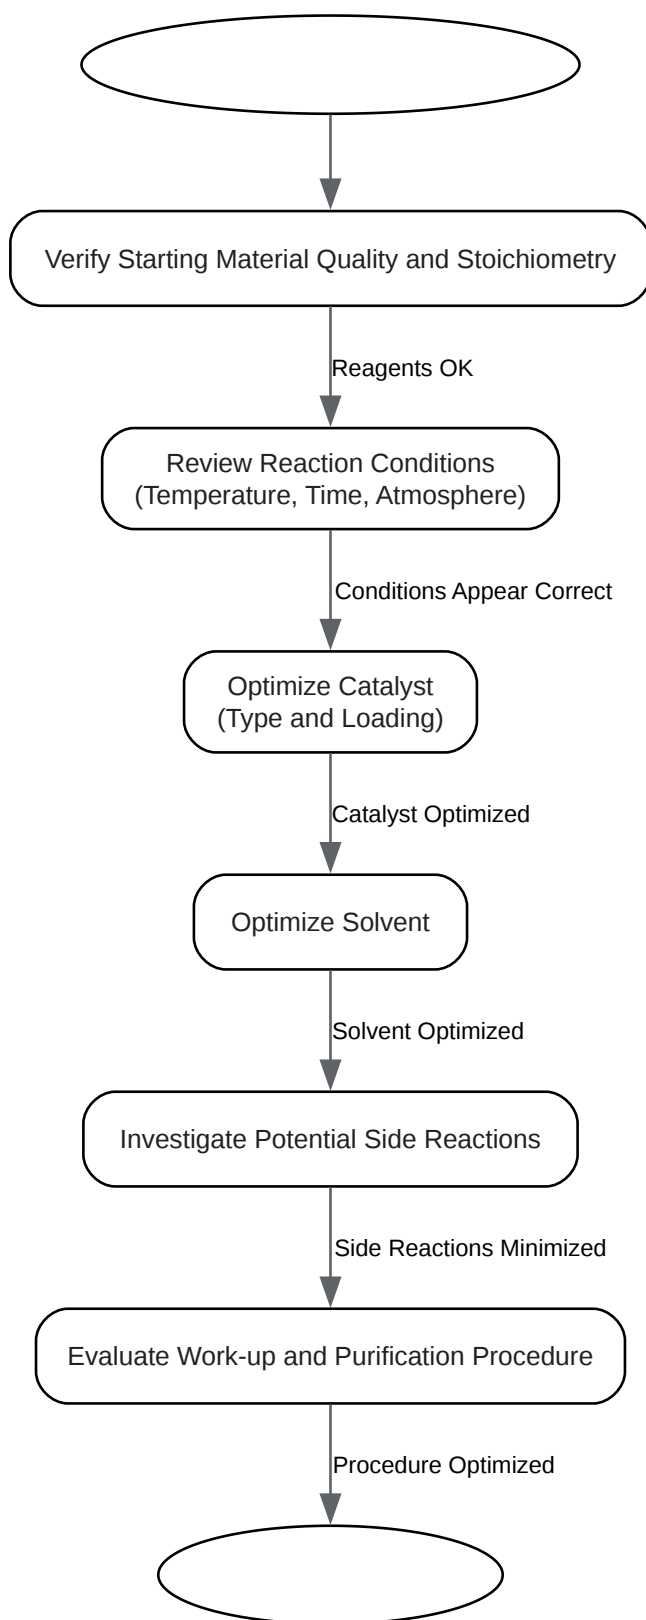 Verify Starting Material Quality and Stoichiometry
Reagents OK
Review Reaction Conditions
(Temperature, Time, Atmosphere)
Conditions Appear Correct
Optimize Catalyst
(Type and Loading)
Catalyst Optimized
Optimize Solvent
Solvent Optimized
Investigate Potential Side Reactions
Side Reactions Minimized
Evaluate Work-up and Purification Procedure
Procedure Optimized